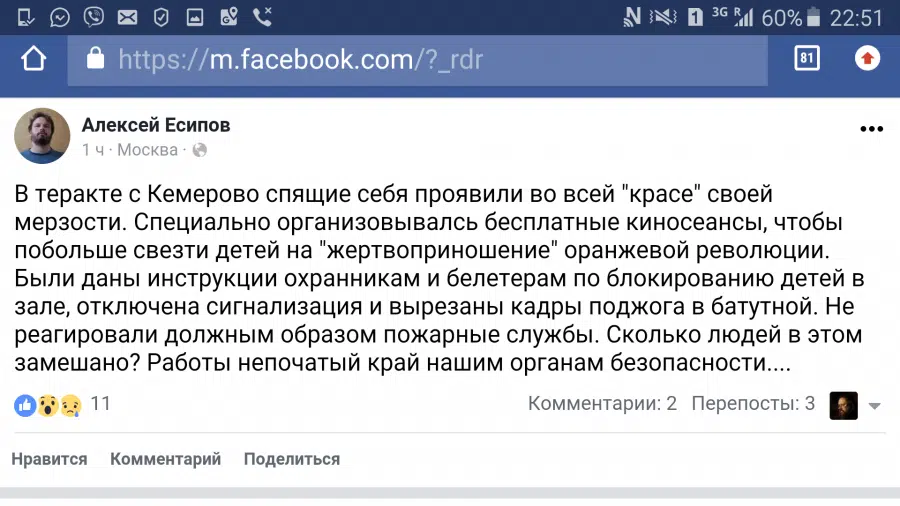 1 3G R 60% 22:51
https://m.facebook.com/?_rdr 81
Алексей Есипов
1 ч · Москва ·
В теракте с Кемерово спящие себя проявили во всей "красе" своей
мерзости. Специально организовывалсь бесплатные киносеансы, чтобы
побольше свезти детей на "жертвоприношение" оранжевой революции.
Были даны инструкции охранникам и белетерам по блокированию детей в
зале, отключена сигнализация и вырезаны кадры поджога в батутной. Не
реагировали должным образом пожарные службы. Сколько людей в этом
замешано? Работы непочатый край нашим органам безопасности....
11 Комментарии: 2 Перепосты: 3
Нравится Комментарий Поделиться